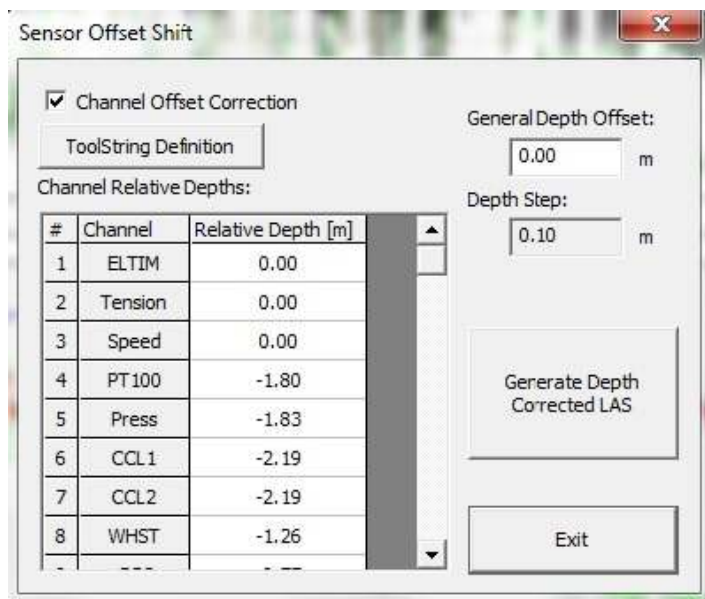 Sensor Offset Shift
Channel Offset Correction
ToolString Definition
Channel Relative Depths:
# Channel Relative Depth [m]
1 ELTIM 0.00
2 Tension 0.00
3 Speed 0.00
4 PT100 -1.80
5 Press -1.83
6 CCL1 -2.19
7 CCL2 -2.19
8 WHST -1.26
General Depth Offset:
0.00 m
Depth Step:
0.10 m
Generate Depth
Corrected LAS
Exit